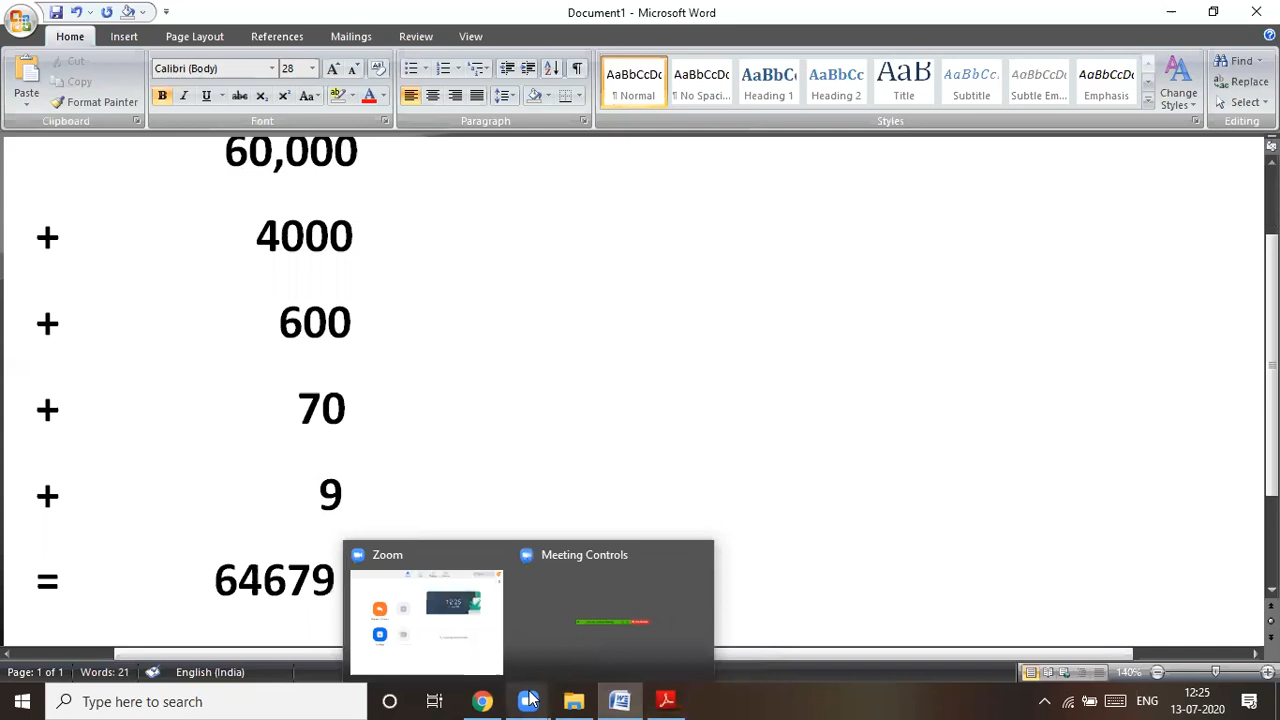 Document1 - Microsoft Word
Home Insert Page Layout References Mailings Review View
Paste
Cut
Copy
Format Painter
Clipboard
Calibri (Body) 28
Font
Paragraph
AaBbCcDc AaBbCcDc AaBbCc AaBbCc AaB AaBbCc. AaBbCcDc AaBbCcDc
¶ Normal ¶ No Spaci... Heading 1 Heading 2 Title Subtitle Subtle Em... Emphasis
Change Styles
Styles
Find
Replace
Select
Editing
60,000
+ 4000
+ 600
+ 70
+ 9
= 64679
Zoom Meeting Controls
12:25
Page: 1 of 1 Words: 21 English (India) 140%
Type here to search
ENG
12:25
13-07-2020